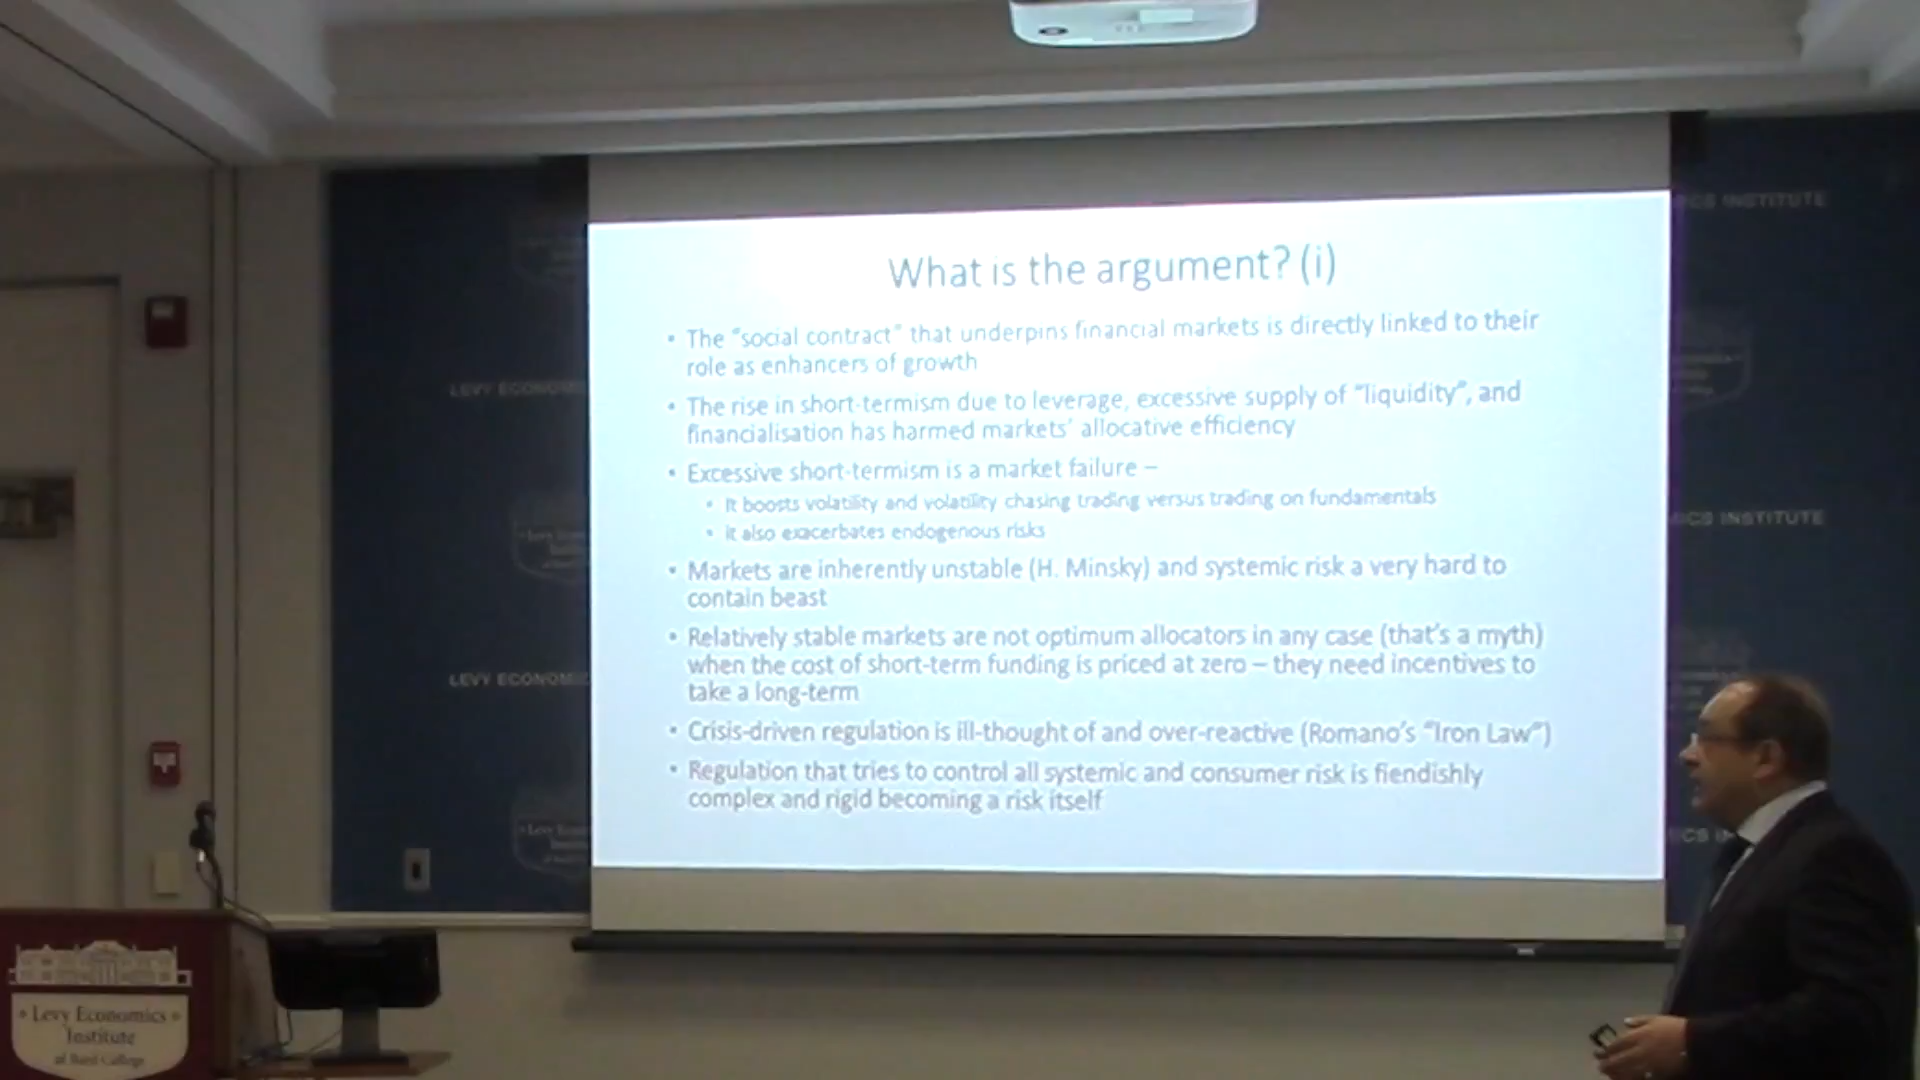 What is the argument? (i)
• The "social contract" that underpins financial markets is directly linked to their
role as enhancers of growth
• The rise in short-termism due to leverage, excessive supply of "liquidity", and
financialisation has harmed markets' allocative efficiency
• Excessive short-termism is a market failure –
• It boosts volatility and volatility chasing trading versus trading on fundamentals
• It also exacerbates endogenous risks
• Markets are inherently unstable (H. Minsky) and systemic risk a very hard to
contain beast
• Relatively stable markets are not optimum allocators in any case (that's a myth)
when the cost of short-term funding is priced at zero – they need incentives to
take a long-term
• Crisis-driven regulation is ill-thought of and over-reactive (Romano's "Iron Law")
• Regulation that tries to control all systemic and consumer risk is fiendishly
complex and rigid becoming a risk itself
LEVY
LEVY
INSTITUTE
INSTITUTE
• Levy Economics •
Institute
of Bard College